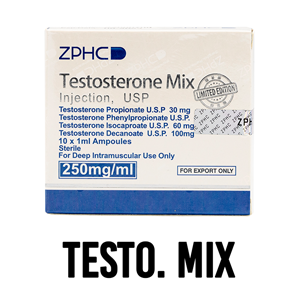 ZPHC
Testosterone Mix
Injection, USP
LIMITED EDITION
Testosterone Propionate U.S.P 30 mg
Testosterone Phenylpropionate U.S.P.
Testosterone Isocaproate U.S.P. 60 mg
Testosterone Decanoate U.S.P. 100mg
10 x 1ml Ampoules
Sterile
For Deep Intramuscular Use Only
250mg/ml
FOR EXPORT ONLY
ZPHC
TESTO. MIX